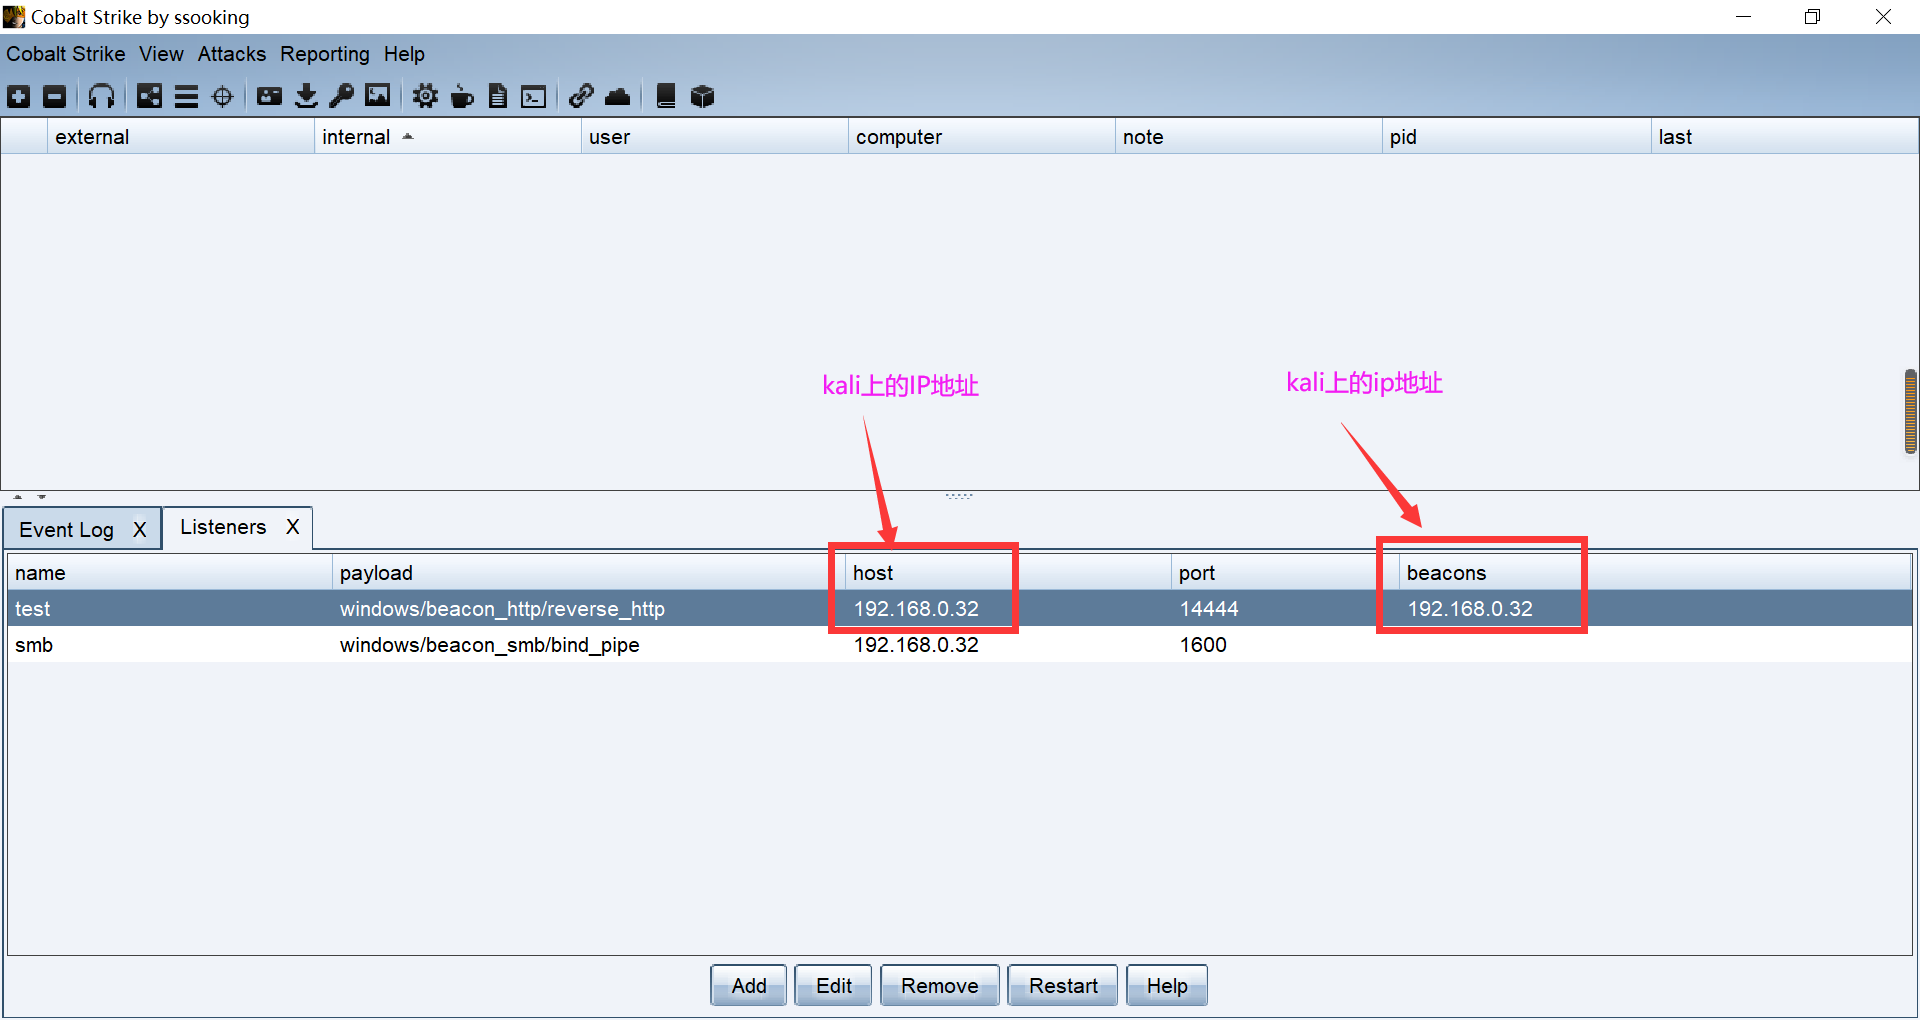 Cobalt Strike by ssooking
Cobalt Strike View Attacks Reporting Help
external internal user computer note pid last
kali上的IP地址
kali上的ip地址
Event Log X Listeners X
name payload host port beacons
test windows/beacon_http/reverse_http 192.168.0.32 14444 192.168.0.32
smb windows/beacon_smb/bind_pipe 192.168.0.32 1600
Add Edit Remove Restart Help